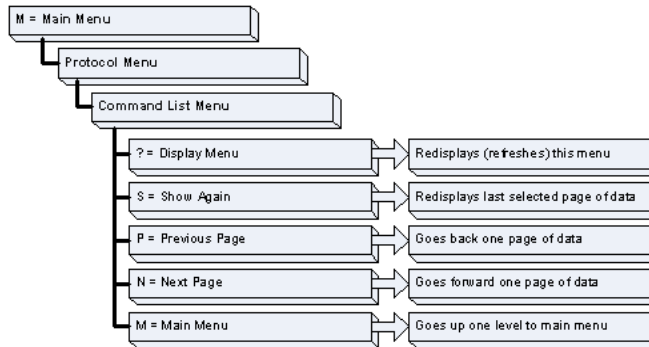 M = Main Menu
Protocol Menu
Command List Menu
? = Display Menu
Redisplays (refreshes) this menu
S = Show Again
Redisplays last selected page of data
P = Previous Page
Goes back one page of data
N = Next Page
Goes forward one page of data
M = Main Menu
Goes up one level to main menu